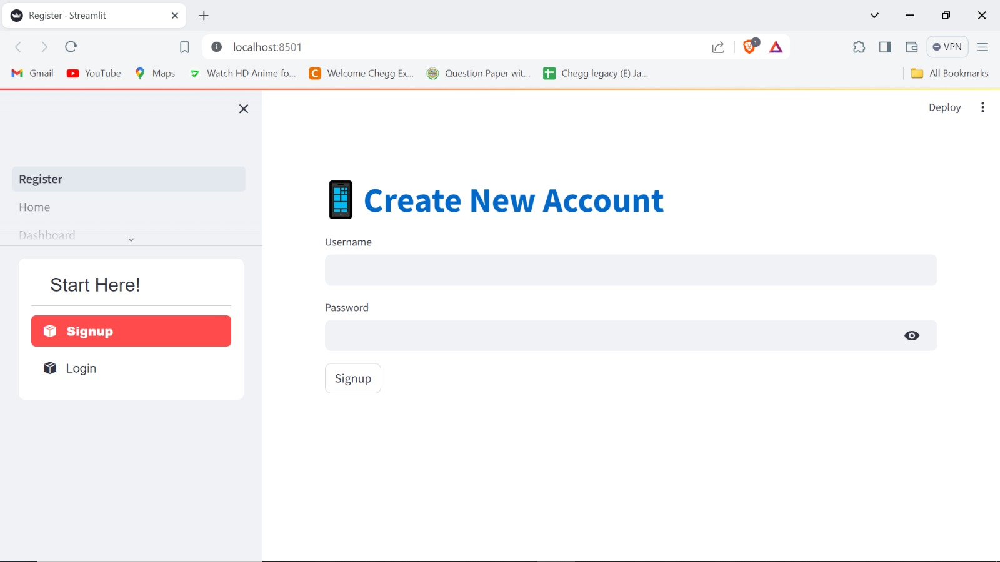 Register · Streamlit
localhost:8501
1
VPN
Gmail
YouTube
Maps
Watch HD Anime fo...
Welcome Chegg Ex...
Question Paper wit...
Chegg legacy (E) Ja...
All Bookmarks
Deploy
Register
Home
Dashboard
Start Here!
Signup
Login
Create New Account
Username
Password
Signup